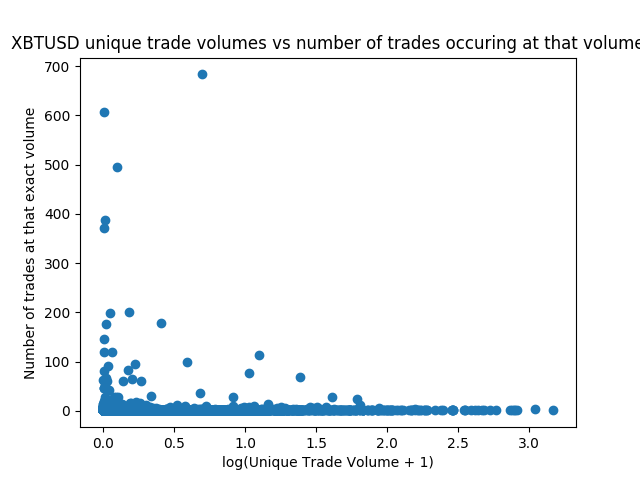 XBTUSD unique trade volumes vs number of trades occuring at that volume
700
600
500
400
300
200
100
0
Number of trades at that exact volume
0.0 0.5 1.0 1.5 2.0 2.5 3.0
log(Unique Trade Volume + 1)